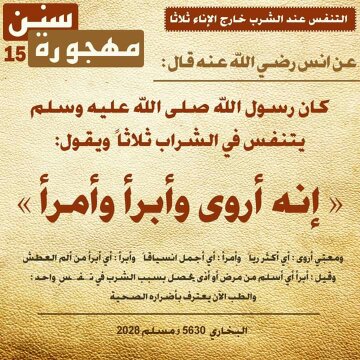 سنن
مهجورة
15
التنفس عند الشرب خارج الإناء ثلاثا
عن انس رضي الله عنه قال :
كان رسول الله صلى الله عليه وسلم
يتنفس في الشراب ثلاثاً ويقول:
« إنه أروى وأبرأ وأمرأ »
ومعني أروى : أي أكثر رياً وأمرأ : أي أجمل انسياقاً وأبرأ : أي أبرأ من ألم العطش
وقيل : أبرأ أي أسلم من مرض أو أذى يحصل بسبب الشرب في نفس واحد ؛
والطب الآن يعترف بأضراره الصحية
البخاري 5630 ومسلم 2028